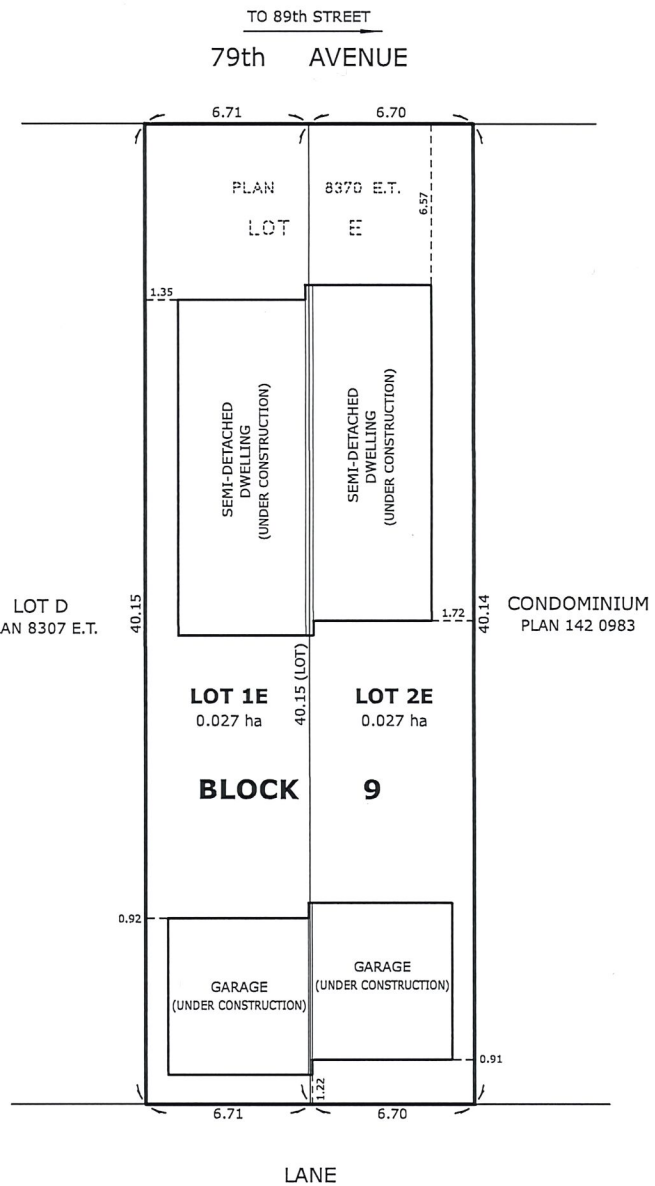 TO 89th STREET
79th AVENUE
6.71 6.70
PLAN 8370 E.T.
6.57
LOT E
1.35
SEMI-DETACHED
DWELLING
(UNDER CONSTRUCTION)
SEMI-DETACHED
DWELLING
(UNDER CONSTRUCTION)
LOT D
AN 8307 E.T.
40.15
1.72
40.14
CONDOMINIUM
PLAN 142 0983
40.15 (LOT)
LOT 1E LOT 2E
0.027 ha 0.027 ha
BLOCK 9
0.92
GARAGE
(UNDER CONSTRUCTION)
GARAGE
(UNDER CONSTRUCTION)
0.91
1.22
6.71 6.70
LANE